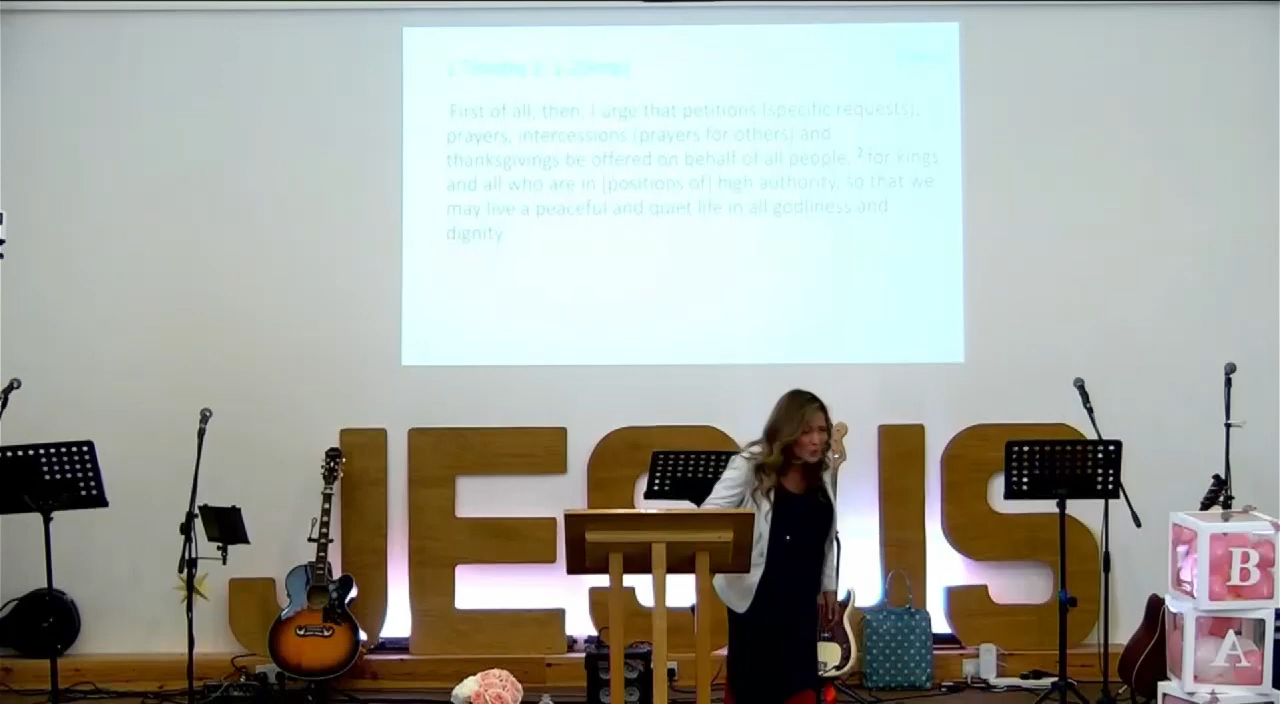 First of all, then, I urge that petitions (specific requests),
prayers, intercessions (prayers for others) and
thanksgivings be offered on behalf of all people, ² for kings
and all who are in [positions of] high authority, so that we
may live a peaceful and quiet life in all godliness and
dignity
JESUS
B
A